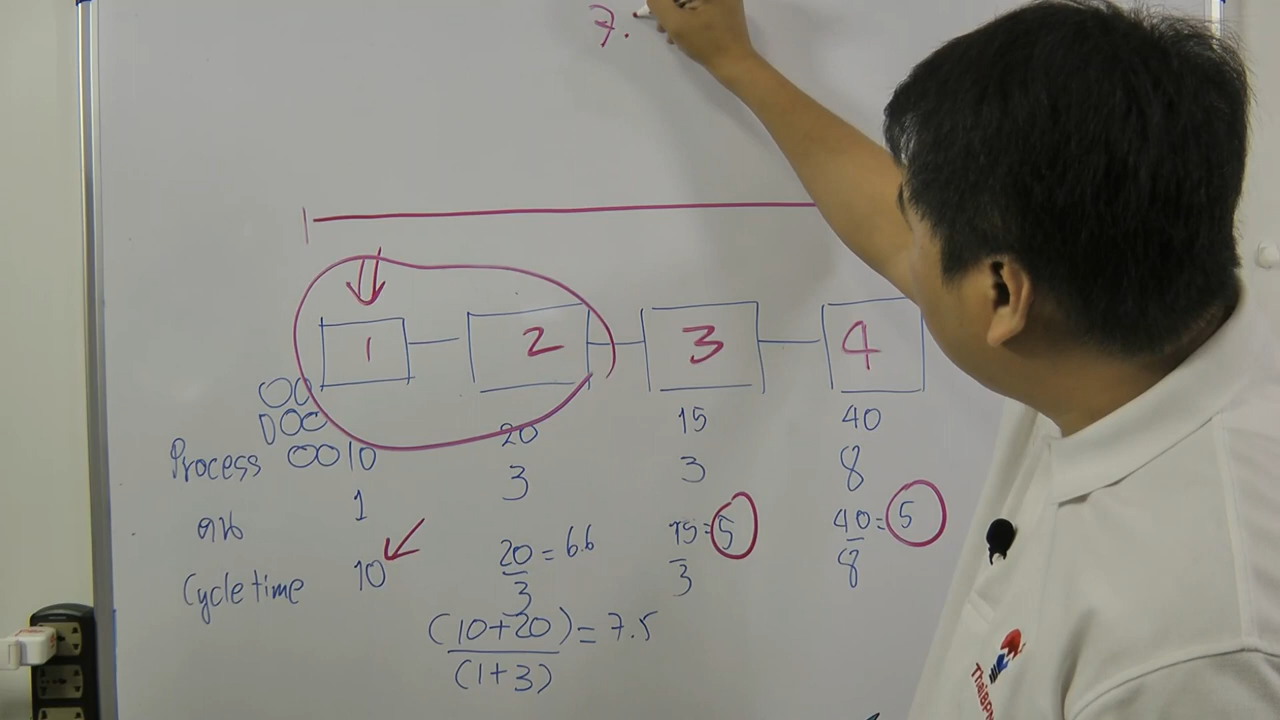 7.
1 2 3 4
Process 10 20 15 40
คน 1 3 3 8
Cycle time 10 20/3 = 6.6 15/3 = 5 40/8 = 5
(10+20)/(1+3) = 7.5